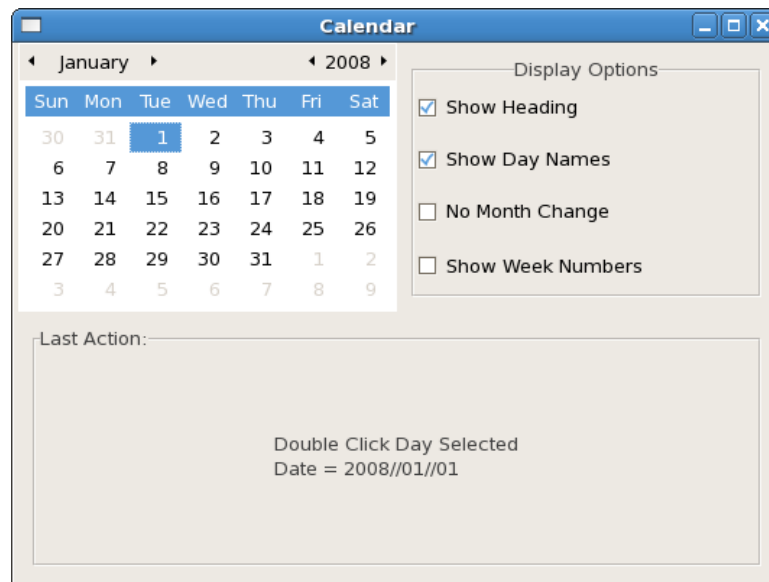 Calendar
January 2008
Sun Mon Tue Wed Thu Fri Sat
30 31 1 2 3 4 5
6 7 8 9 10 11 12
13 14 15 16 17 18 19
20 21 22 23 24 25 26
27 28 29 30 31 1 2
3 4 5 6 7 8 9
Display Options
Show Heading
Show Day Names
No Month Change
Show Week Numbers
Last Action:
Double Click Day Selected
Date = 2008//01//01